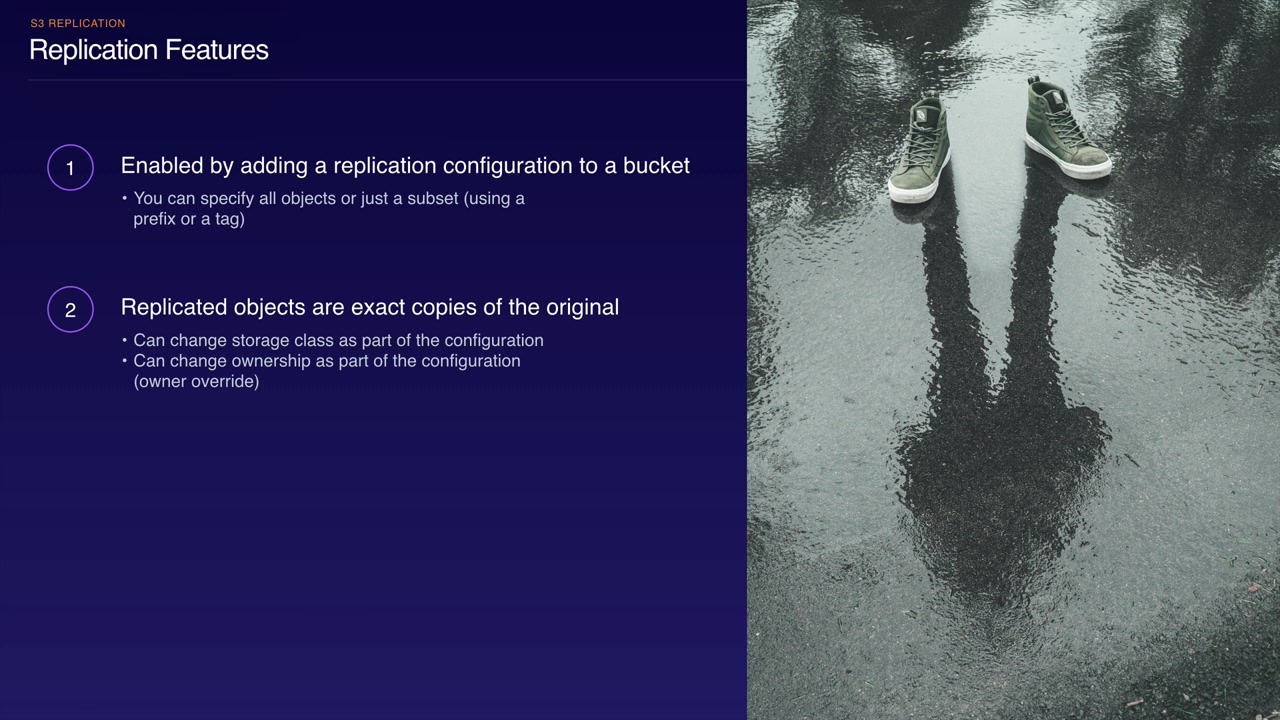 S3 REPLICATION
Replication Features
1
Enabled by adding a replication configuration to a bucket
• You can specify all objects or just a subset (using a
prefix or a tag)
2
Replicated objects are exact copies of the original
• Can change storage class as part of the configuration
• Can change ownership as part of the configuration
(owner override)